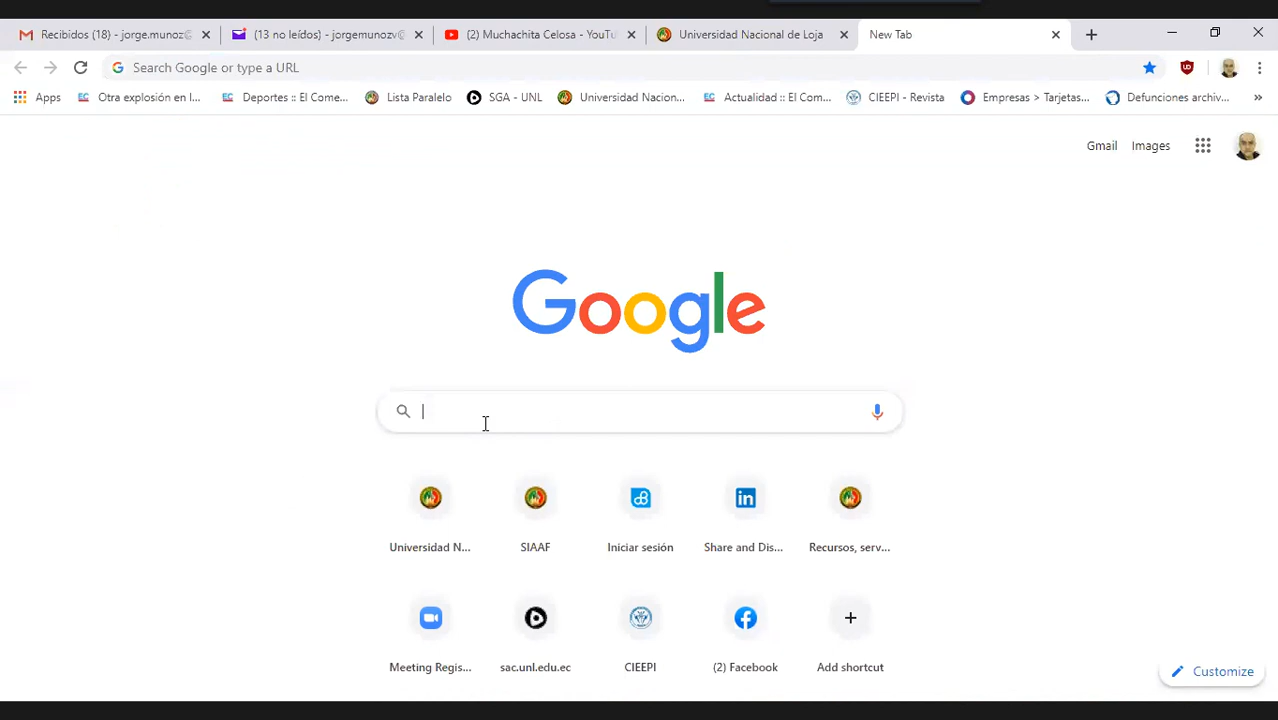 Recibidos (18) - jorge.munoz@
(13 no leídos) - jorgemunozv@
(2) Muchachita Celosa - YouTu
Universidad Nacional de Loja
New Tab
Search Google or type a URL
Apps
Otra explosión en l...
Deportes :: El Come...
Lista Paralelo
SGA - UNL
Universidad Nacion...
Actualidad :: El Com...
CIEEPI - Revista
Empresas > Tarjetas...
Defunciones archiv...
»
Gmail
Images
Google
Universidad N...
SIAAF
Iniciar sesión
Share and Dis...
Recursos, serv...
Meeting Regis...
sac.unl.edu.ec
CIEEPI
(2) Facebook
Add shortcut
Customize